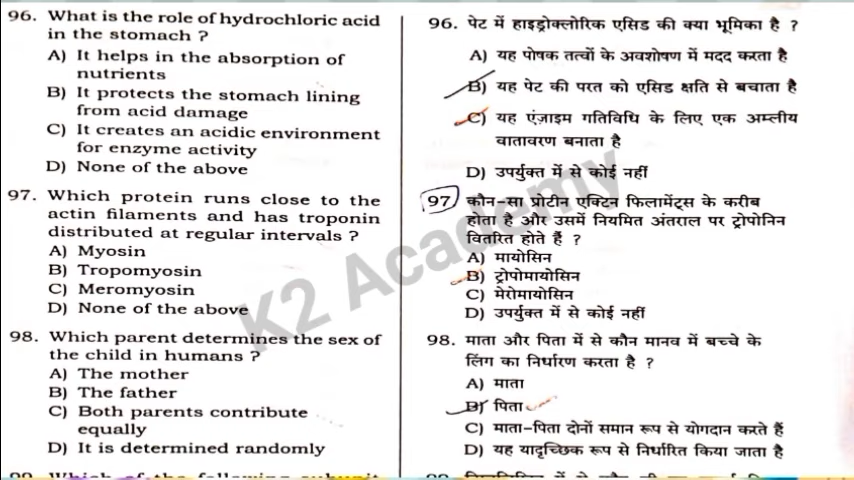 96. What is the role of hydrochloric acid
in the stomach ?
A) It helps in the absorption of
nutrients
B) It protects the stomach lining
from acid damage
C) It creates an acidic environment
for enzyme activity
D) None of the above
97. Which protein runs close to the
actin filaments and has troponin
distributed at regular intervals ?
A) Myosin
B) Tropomyosin
C) Meromyosin
D) None of the above
98. Which parent determines the sex of
the child in humans ?
A) The mother
B) The father
C) Both parents contribute
equally
D) It is determined randomly
96. पेट में हाइड्रोक्लोरिक एसिड की क्या भूमिका है ?
A) यह पोषक तत्वों के अवशोषण में मदद करता है
B) यह पेट की परत को एसिड क्षति से बचाता है
C) यह एंज़ाइम गतिविधि के लिए एक अम्लीय
वातावरण बनाता है
D) उपर्युक्त में से कोई नहीं
97 कौन-सा प्रोटीन एक्टिन फिलामेंट्स के करीब
होता है और उसमें नियमित अंतराल पर ट्रोपोनिन
वितरित होते हैं ?
A) मायोसिन
B) ट्रोपोमायोसिन
C) मेरोमायोसिन
D) उपर्युक्त में से कोई नहीं
98. माता और पिता में से कौन मानव में बच्चे के
लिंग का निर्धारण करता है ?
A) माता
B) पिता
C) माता-पिता दोनों समान रूप से योगदान करते हैं
D) यह यादृच्छिक रूप से निर्धारित किया जाता है
K2 Academy